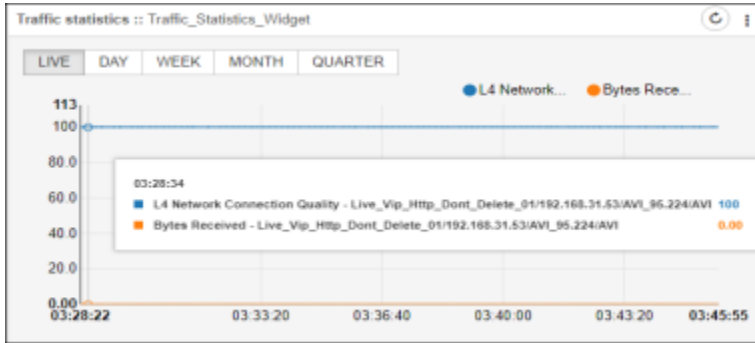 Traffic statistics :: Traffic_Statistics_Widget
LIVE DAY WEEK MONTH QUARTER
L4 Network... Bytes Rece...
113
100
80.0
03:28:34
60.0
L4 Network Connection Quality - Live_Vip_Http_Dont_Delete_01/192.168.31.53/AVI_95.224/AVI 100
Bytes Received - Live_Vip_Http_Dont_Delete_01/192.168.31.53/AVI_95.224/AVI 0.00
40.0
20.0
0.00
03:28:22 03:33:20 03:36:40 03:40:00 03:43:20 03:45:55